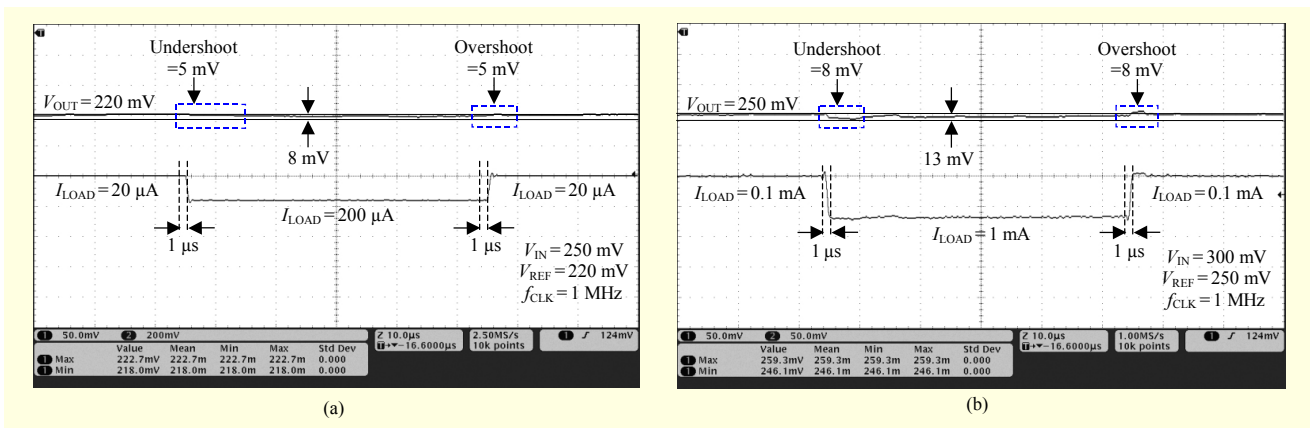 Undershoot
=5 mV
Overshoot
=5 mV
VOUT = 220 mV
8 mV
ILOAD = 20 µA
ILOAD = 200 µA
ILOAD = 20 µA
1 µs
1 µs
VIN = 250 mV
VREF = 220 mV
fCLK = 1 MHz
1 50.0mV 2 200mV
Z 10.0µs
-16.6000µs
2.50MS/s
10k points
1 124mV
Value Mean Min Max Std Dev
1 Max 222.7mV 222.7m 222.7m 222.7m 0.000
1 Min 218.0mV 218.0m 218.0m 218.0m 0.000
(a)
Undershoot
=8 mV
Overshoot
=8 mV
VOUT = 250 mV
13 mV
ILOAD = 0.1 mA
ILOAD = 1 mA
ILOAD = 0.1 mA
1 µs
1 µs
VIN = 300 mV
VREF = 250 mV
fCLK = 1 MHz
1 50.0mV 2 50.0mV
Z 10.0µs
-16.6000µs
1.00MS/s
10k points
1 124mV
Value Mean Min Max Std Dev
1 Max 259.3mV 259.3m 259.3m 259.3m 0.000
1 Min 246.1mV 246.1m 246.1m 246.1m 0.000
(b)